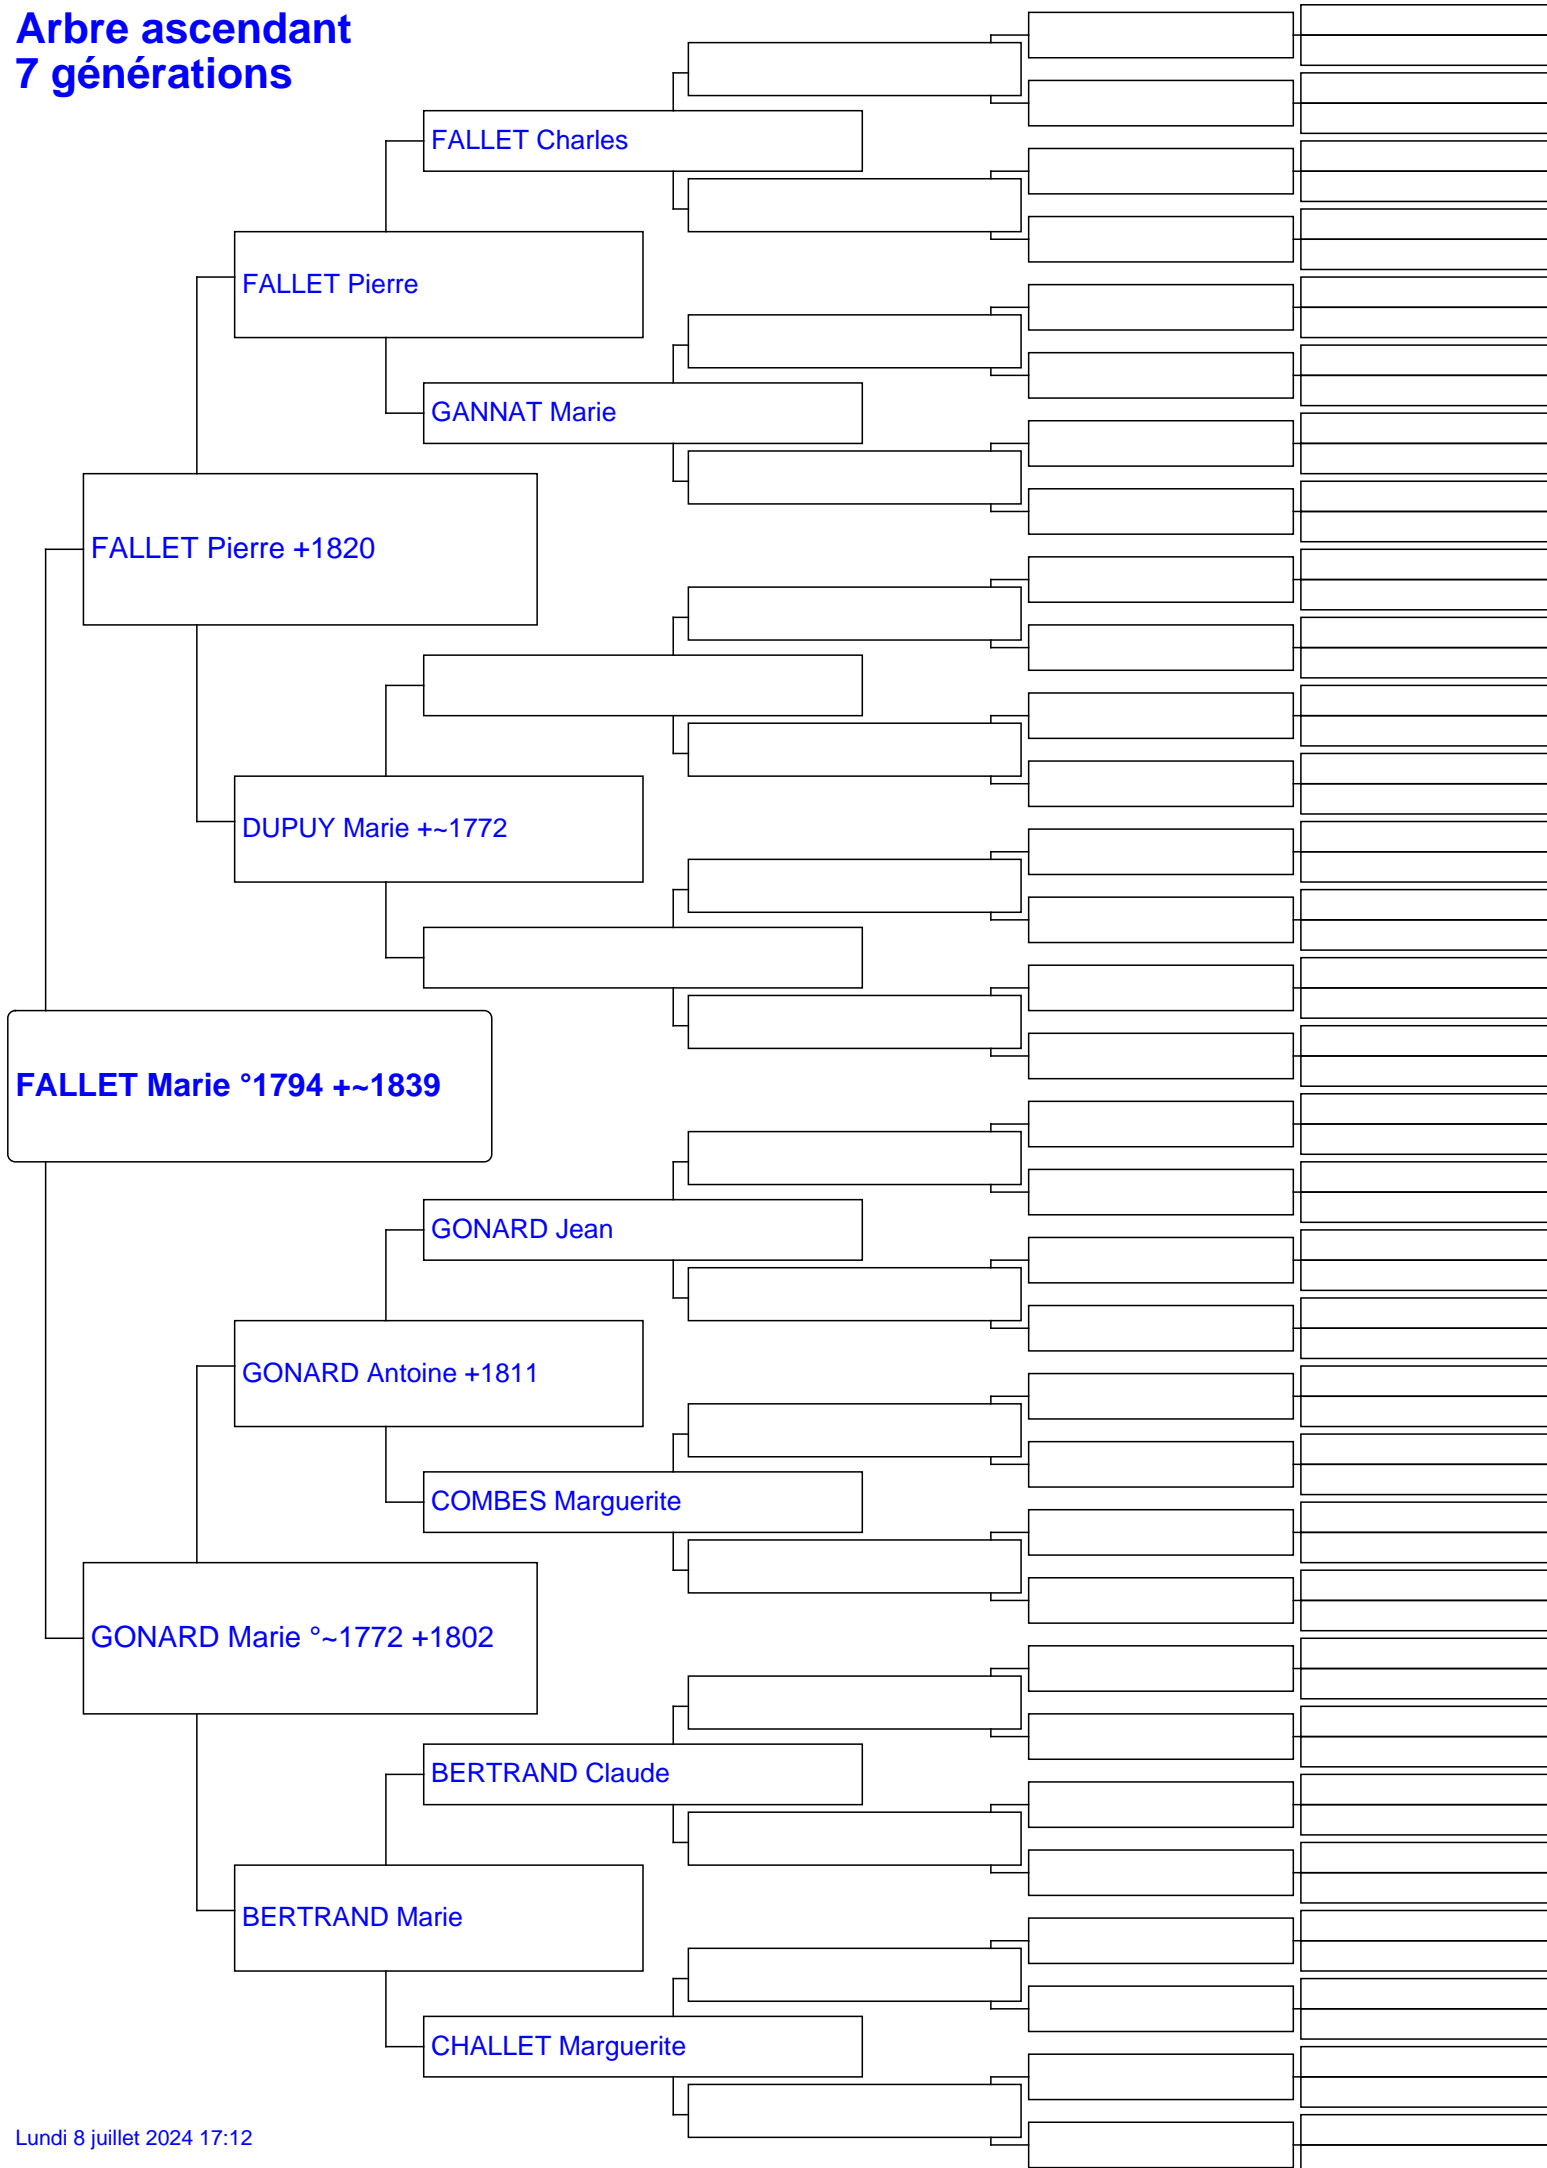 Arbre ascendant
7 générations
FALLET Charles
FALLET Pierre
GANNAT Marie
FALLET Pierre +1820
DUPUY Marie +~1772
FALLET Marie °1794 +~1839
GONARD Jean
GONARD Antoine +1811
COMBES Marguerite
GONARD Marie °~1772 +1802
BERTRAND Claude
BERTRAND Marie
CHALLET Marguerite
Lundi 8 juillet 2024 17:12